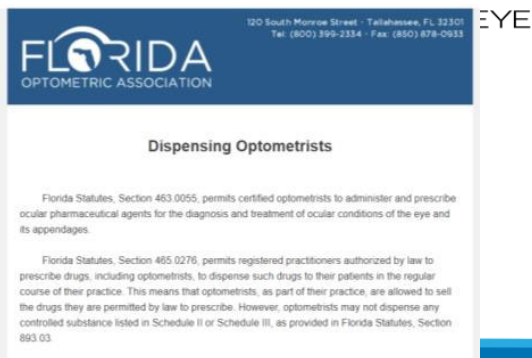 120 South Monroe Street · Tallahassee, FL 32301
Tel: (800) 399-2334 · Fax: (850) 878-0933
EYE
FLORIDA
OPTOMETRIC ASSOCIATION
Dispensing Optometrists
Florida Statutes, Section 463.0055, permits certified optometrists to administer and prescribe
ocular pharmaceutical agents for the diagnosis and treatment of ocular conditions of the eye and
its appendages.
Florida Statutes, Section 465.0276, permits registered practitioners authorized by law to
prescribe drugs, including optometrists, to dispense such drugs to their patients in the regular
course of their practice. This means that optometrists, as part of their practice, are allowed to sell
the drugs they are permitted by law to prescribe. However, optometrists may not dispense any
controlled substance listed in Schedule II or Schedule III, as provided in Florida Statutes, Section
893.03.